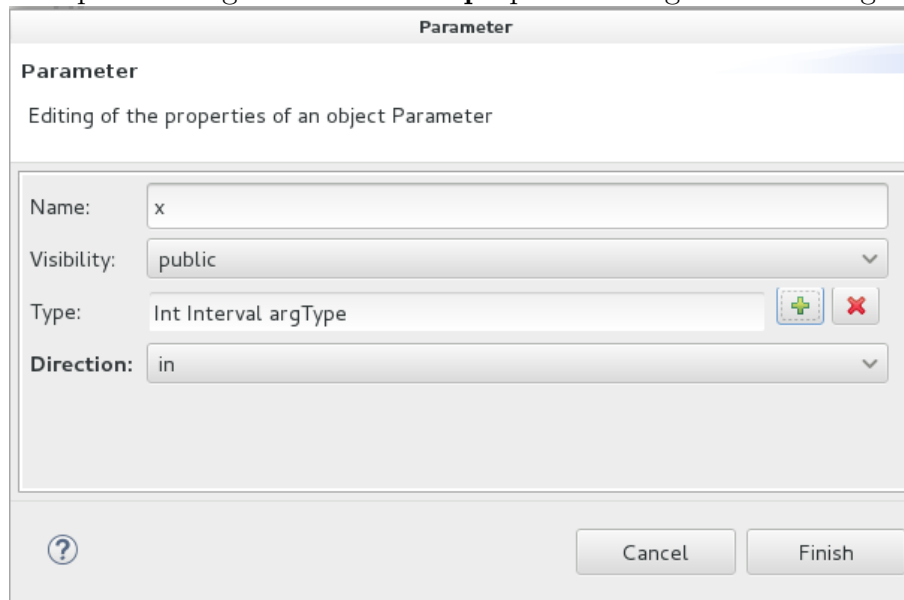 Parameter
Parameter
Editing of the properties of an object Parameter
Name: x
Visibility: public
Type: Int Interval argType
Direction: in
Cancel Finish